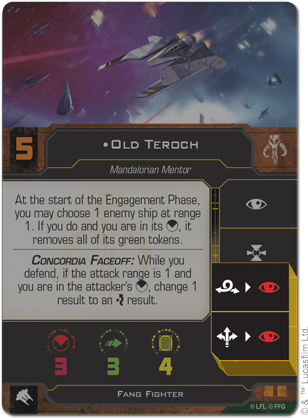 5
•Old Teroch
Mandalorian Mentor
At the start of the Engagement Phase,
you may choose 1 enemy ship at range
1. If you do and you are in its , it
removes all of its green tokens.
Concordia Faceoff: While you
defend, if the attack range is 1 and
you are in the attacker's , change 1
result to an result.
3 3 4
Fang Fighter
©LFL ©FFG
& ™ Lucasfilm Ltd